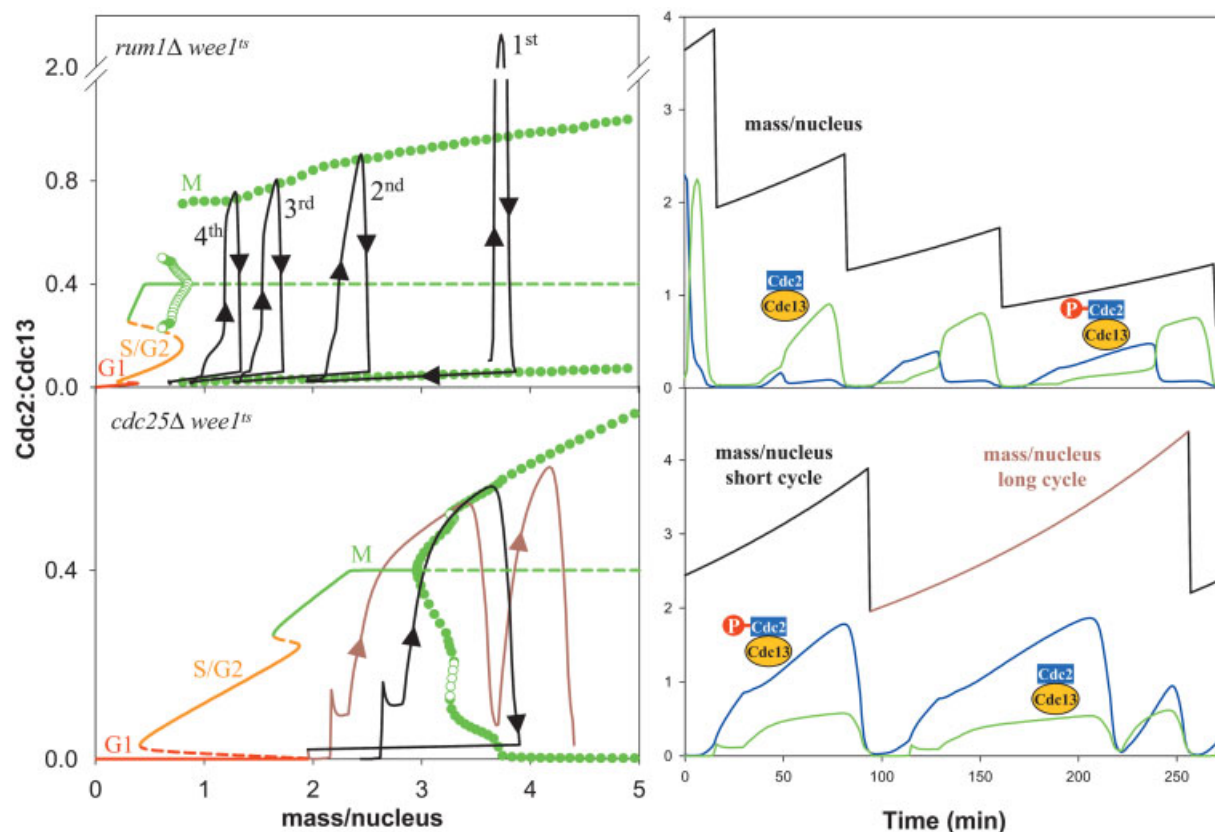 rum1Δ wee1ts
1st
2.0
M
0.8
4th
3rd
2nd
0.4
S/G2
G1
0.0
Cdc2:Cdc13
cdc25Δ wee1ts
M
0.4
S/G2
G1
0.0
0 1 2 3 4 5
mass/nucleus
4
mass/nucleus
3
2
Cdc2
Cdc13
P Cdc2
Cdc13
1
0
mass/nucleus
short cycle
mass/nucleus
long cycle
4
3
2
P Cdc2
Cdc13
Cdc2
Cdc13
1
0
0 50 100 150 200 250
Time (min)